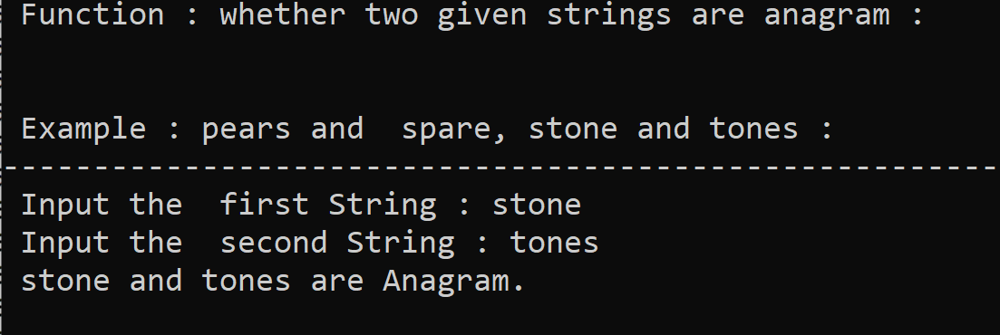 Function : whether two given strings are anagram :
Example : pears and  spare, stone and tones :
--------------------------------------------------------
Input the  first String : stone
Input the  second String : tones
stone and tones are Anagram.